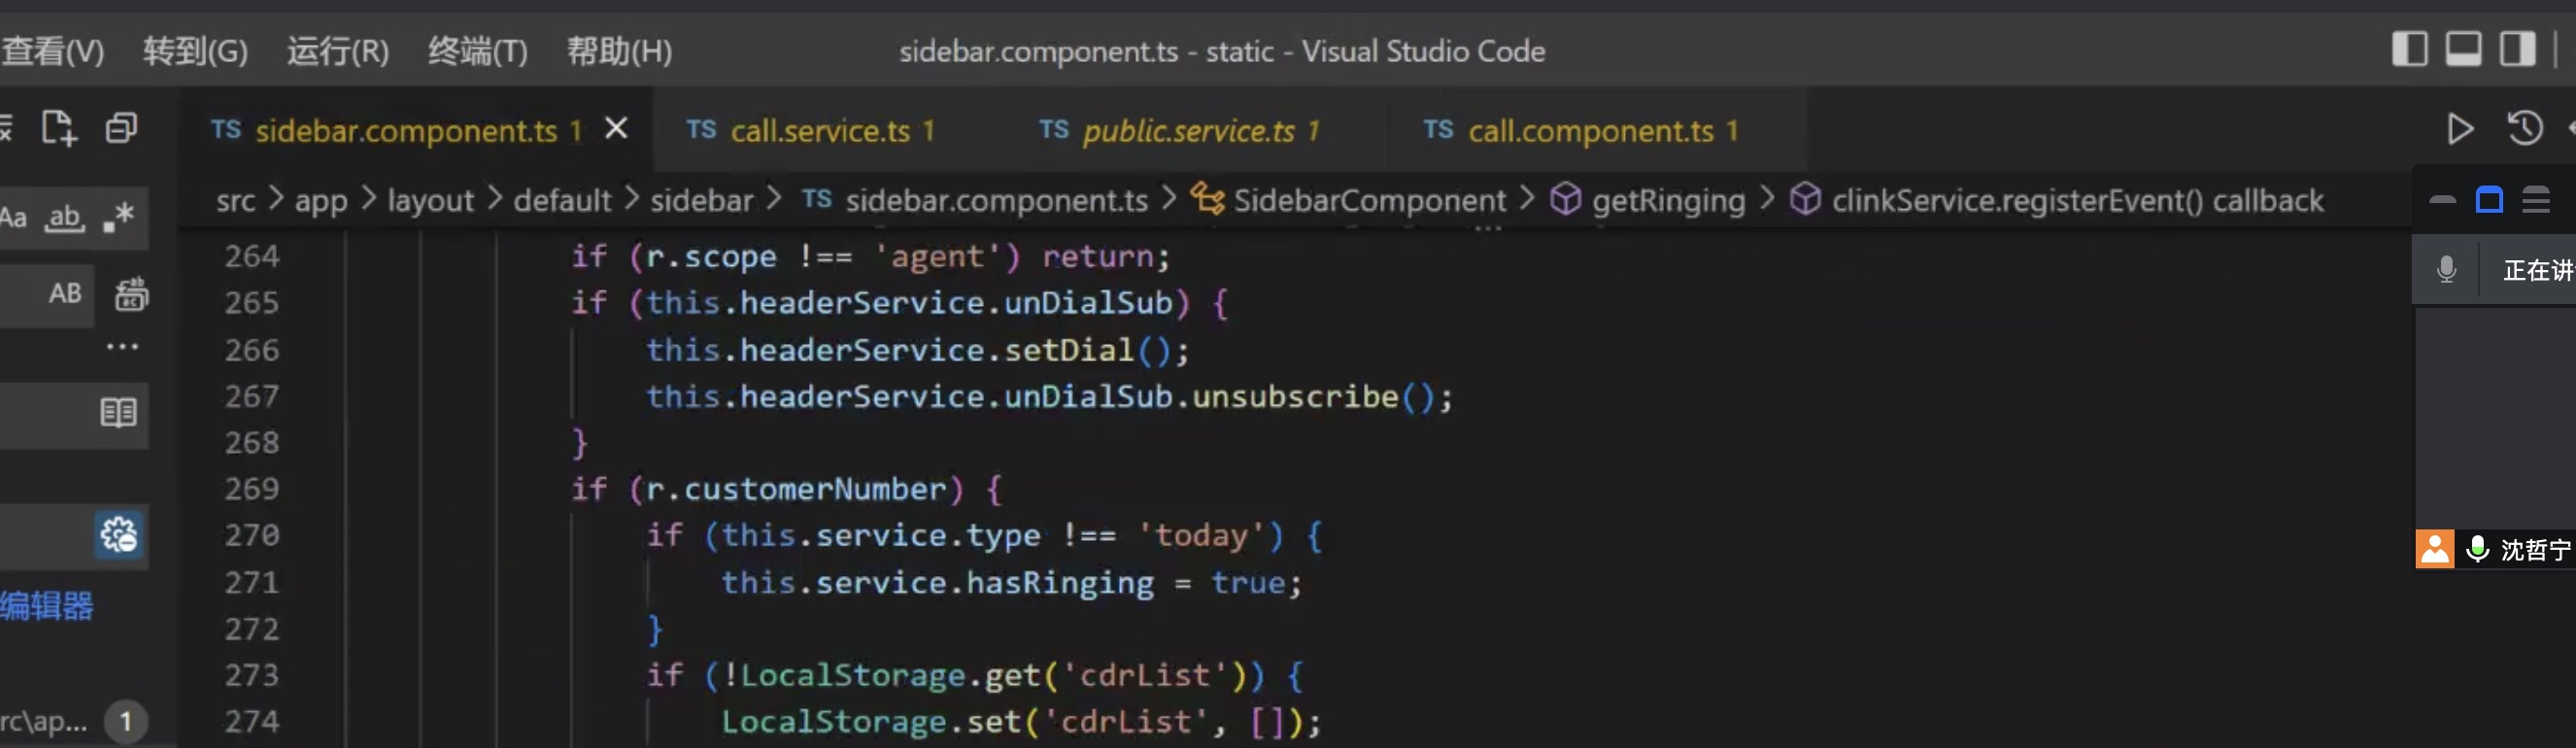 查看(V) 转到(G) 运行(R) 终端(T) 帮助(H) sidebar.component.ts - static - Visual Studio Code
TS sidebar.component.ts 1 TS call.service.ts 1 TS public.service.ts 1 TS call.component.ts 1
src > app > layout > default > sidebar > TS sidebar.component.ts > SidebarComponent > getRinging > clinkService.registerEvent() callback
Aa ab .*
AB
编辑器
rc\ap... 1
264 if (r.scope !== 'agent') return;
265 if (this.headerService.unDialSub) {
266 this.headerService.setDial();
267 this.headerService.unDialSub.unsubscribe();
268 }
269 if (r.customerNumber) {
270 if (this.service.type !== 'today') {
271 this.service.hasRinging = true;
272 }
273 if (!LocalStorage.get('cdrList')) {
274 LocalStorage.set('cdrList', []);
正在讲
沈哲宁